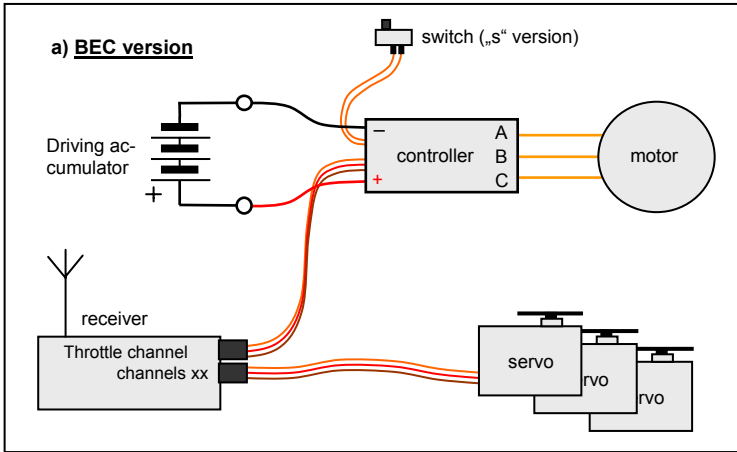 a) BEC version
switch („s“ version)
Driving ac-
cumulator
+
−
+
controller
A
B
C
motor
receiver
Throttle channel
channels xx
servo
rvo
rvo